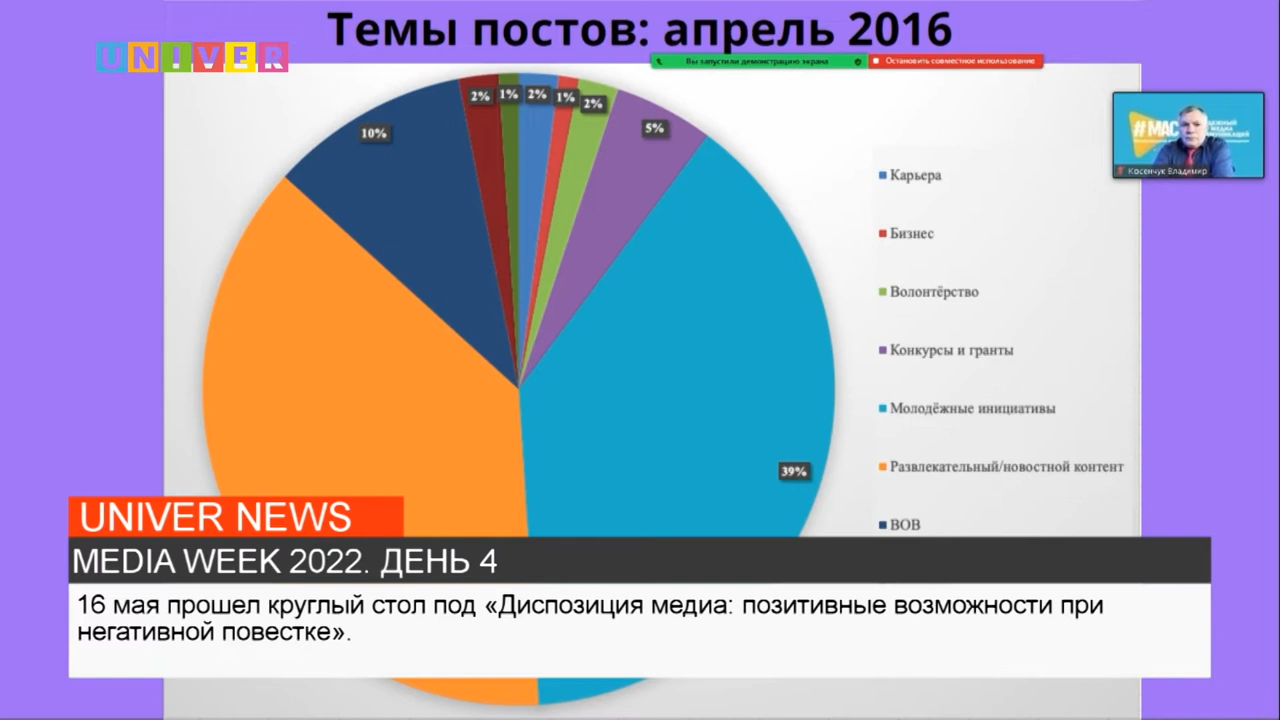 Темы постов: апрель 2016
UNIVER
Вы запустили демонстрацию экрана
Остановить совместное использование
2%
1%
2%
1%
2%
5%
10%
39%
#МАС
Косенчук Владимир
Карьера
Бизнес
Волонтёрство
Конкурсы и гранты
Молодёжные инициативы
Развлекательный/новостной контент
ВОВ
UNIVER NEWS
MEDIA WEEK 2022. ДЕНЬ 4
16 мая прошел круглый стол под «Диспозиция медиа: позитивные возможности при
негативной повестке».